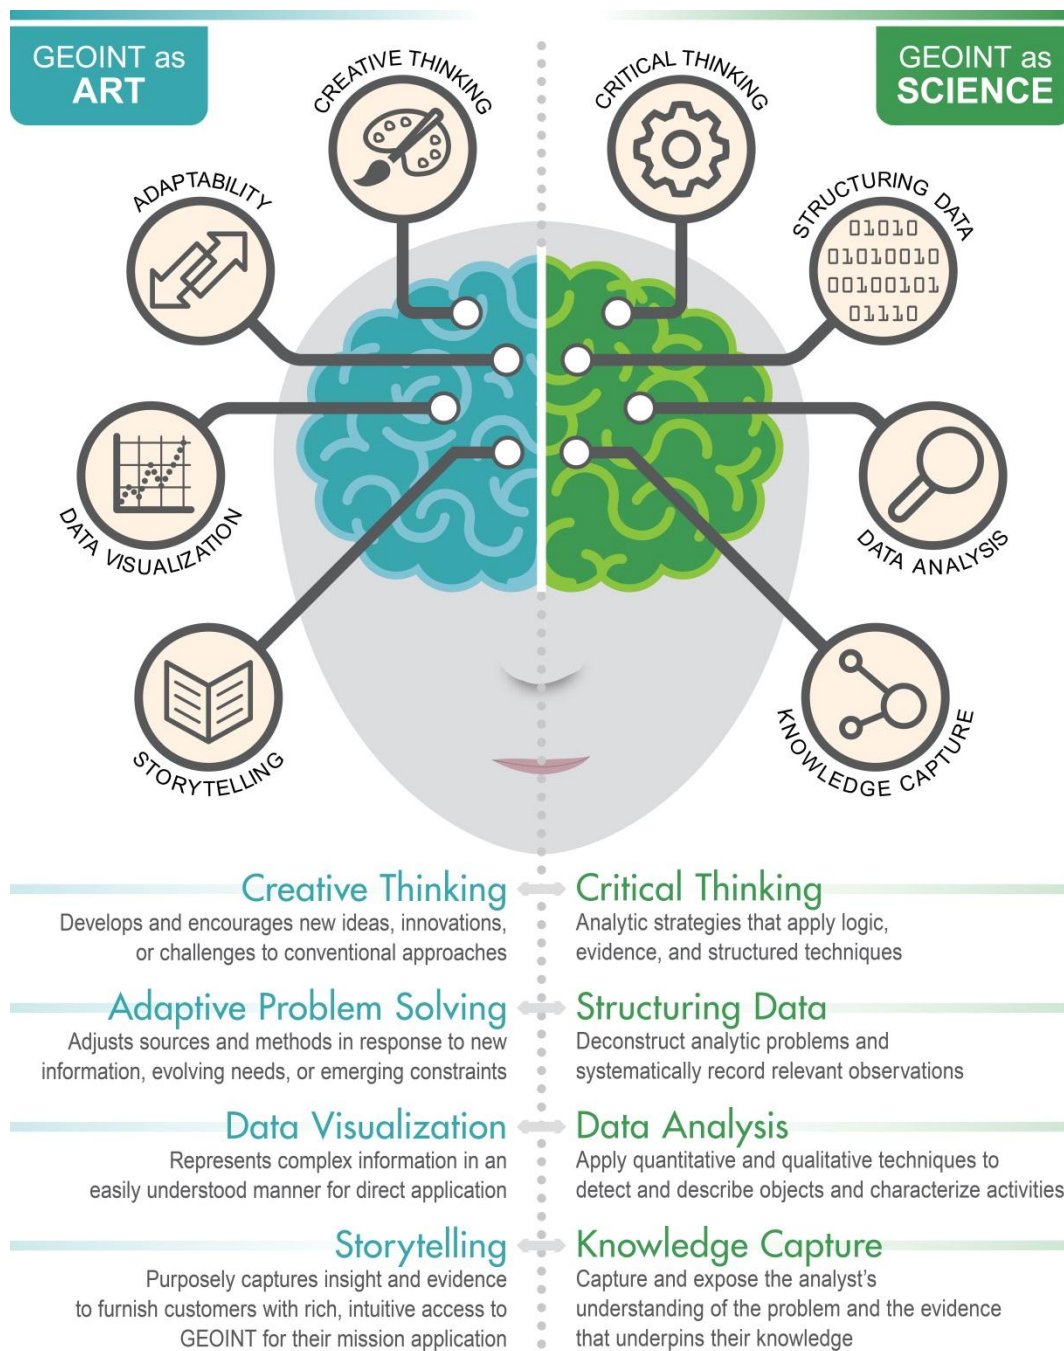 GEOINT as
ART
GEOINT as
SCIENCE
CREATIVE THINKING
CRITICAL THINKING
ADAPTABILITY
STRUCTURING DATA
01010
01010010
00100101
01110
DATA VISUALIZATION
DATA ANALYSIS
STORYTELLING
KNOWLEDGE CAPTURE
Creative Thinking
Develops and encourages new ideas, innovations,
or challenges to conventional approaches
Critical Thinking
Analytic strategies that apply logic,
evidence, and structured techniques
Adaptive Problem Solving
Adjusts sources and methods in response to new
information, evolving needs, or emerging constraints
Structuring Data
Deconstruct analytic problems and
systematically record relevant observations
Data Visualization
Represents complex information in an
easily understood manner for direct application
Data Analysis
Apply quantitative and qualitative techniques to
detect and describe objects and characterize activities
Storytelling
Purposely captures insight and evidence
to furnish customers with rich, intuitive access to
GEOINT for their mission application
Knowledge Capture
Capture and expose the analyst's
understanding of the problem and the evidence
that underpins their knowledge